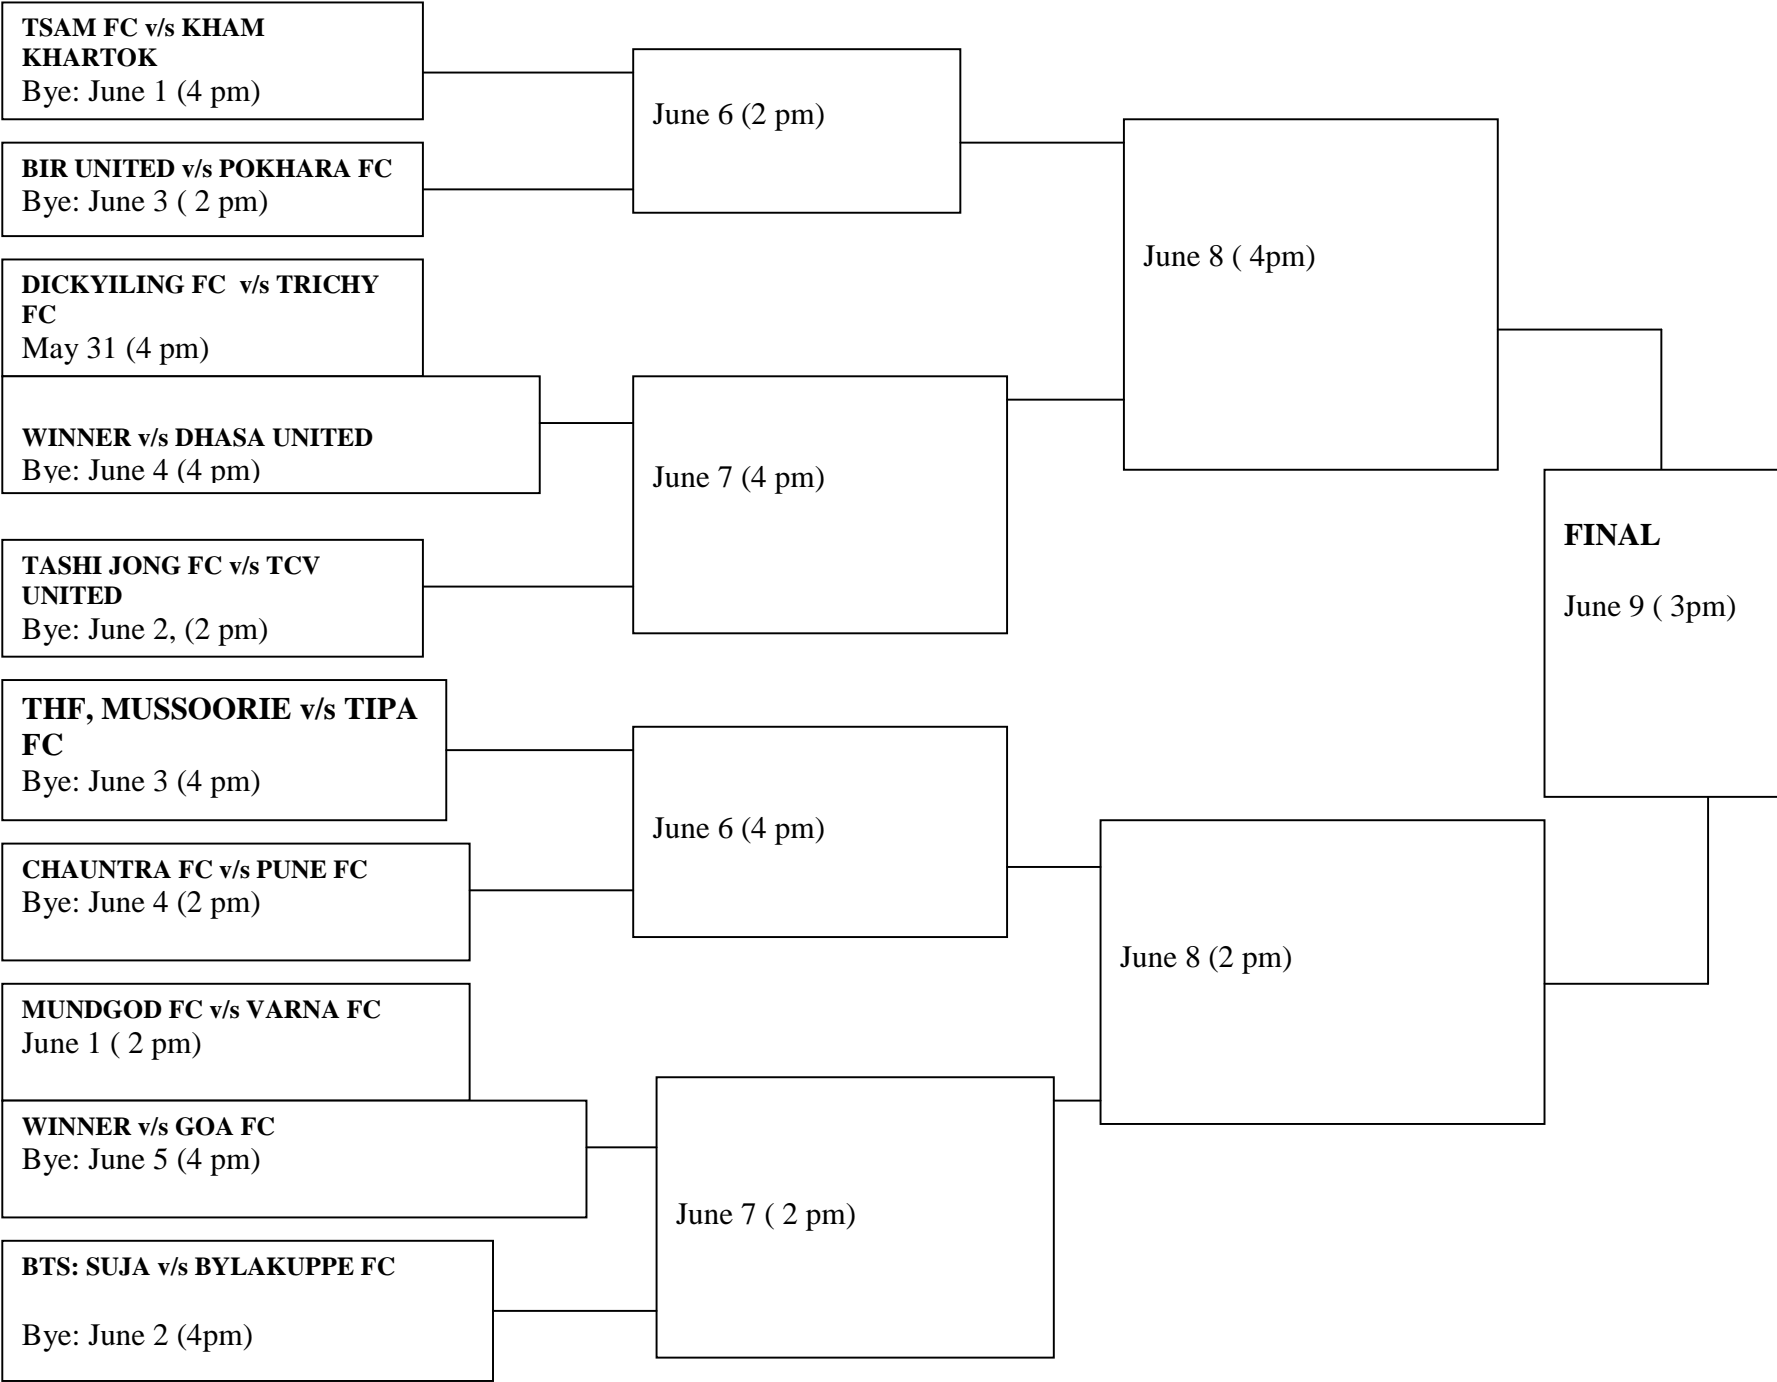 TSAM FC v/s KHAM
KHARTOK
Bye: June 1 (4 pm)
BIR UNITED v/s POKHARA FC
Bye: June 3 ( 2 pm)
DICKYILING FC  v/s TRICHY
FC
May 31 (4 pm)
WINNER v/s DHASA UNITED
Bye: June 4 (4 pm)
TASHI JONG FC v/s TCV
UNITED
Bye: June 2, (2 pm)
THF, MUSSOORIE v/s TIPA
FC
Bye: June 3 (4 pm)
CHAUNTRA FC v/s PUNE FC
Bye: June 4 (2 pm)
MUNDGOD FC v/s VARNA FC
June 1 ( 2 pm)
WINNER v/s GOA FC
Bye: June 5 (4 pm)
BTS: SUJA v/s BYLAKUPPE FC
Bye: June 2 (4pm)
June 6 (2 pm)
June 7 (4 pm)
June 6 (4 pm)
June 7 ( 2 pm)
June 8 ( 4pm)
June 8 (2 pm)
FINAL
June 9 ( 3pm)